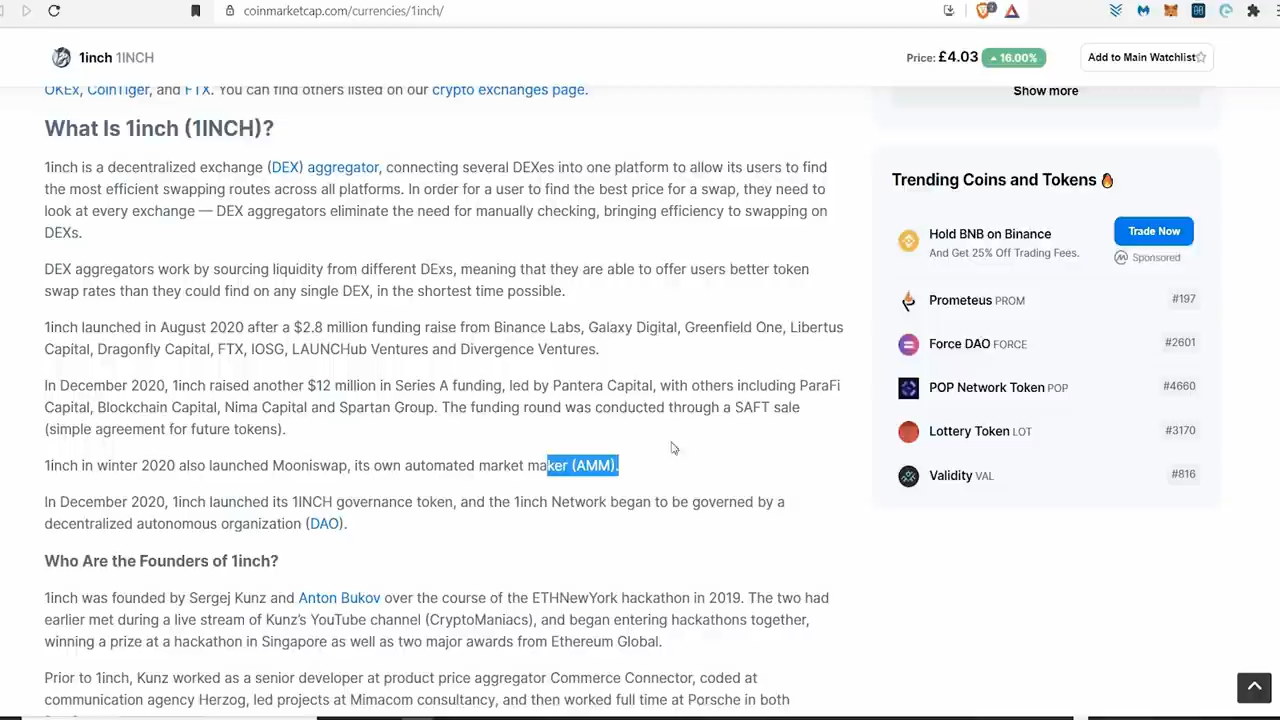 coinmarketcap.com/currencies/1inch/
1inch 1INCH
Price: £4.03 16.00%
Add to Main Watchlist
OKEx, CoinTiger, and FTX. You can find others listed on our crypto exchanges page.
What Is 1inch (1INCH)?
1inch is a decentralized exchange (DEX) aggregator, connecting several DEXes into one platform to allow its users to find
the most efficient swapping routes across all platforms. In order for a user to find the best price for a swap, they need to
look at every exchange — DEX aggregators eliminate the need for manually checking, bringing efficiency to swapping on
DEXs.
DEX aggregators work by sourcing liquidity from different DExs, meaning that they are able to offer users better token
swap rates than they could find on any single DEX, in the shortest time possible.
1inch launched in August 2020 after a $2.8 million funding raise from Binance Labs, Galaxy Digital, Greenfield One, Libertus
Capital, Dragonfly Capital, FTX, IOSG, LAUNCHub Ventures and Divergence Ventures.
In December 2020, 1inch raised another $12 million in Series A funding, led by Pantera Capital, with others including ParaFi
Capital, Blockchain Capital, Nima Capital and Spartan Group. The funding round was conducted through a SAFT sale
(simple agreement for future tokens).
1inch in winter 2020 also launched Mooniswap, its own automated market maker (AMM).
In December 2020, 1inch launched its 1INCH governance token, and the 1inch Network began to be governed by a
decentralized autonomous organization (DAO).
Who Are the Founders of 1inch?
1inch was founded by Sergej Kunz and Anton Bukov over the course of the ETHNewYork hackathon in 2019. The two had
earlier met during a live stream of Kunz's YouTube channel (CryptoManiacs), and began entering hackathons together,
winning a prize at a hackathon in Singapore as well as two major awards from Ethereum Global.
Prior to 1inch, Kunz worked as a senior developer at product price aggregator Commerce Connector, coded at
communication agency Herzog, led projects at Mimacom consultancy, and then worked full time at Porsche in both
Show more
Trending Coins and Tokens
Hold BNB on Binance
And Get 25% Off Trading Fees.
Trade Now
Sponsored
Prometeus PROM #197
Force DAO FORCE #2601
POP Network Token POP #4660
Lottery Token LOT #3170
Validity VAL #816